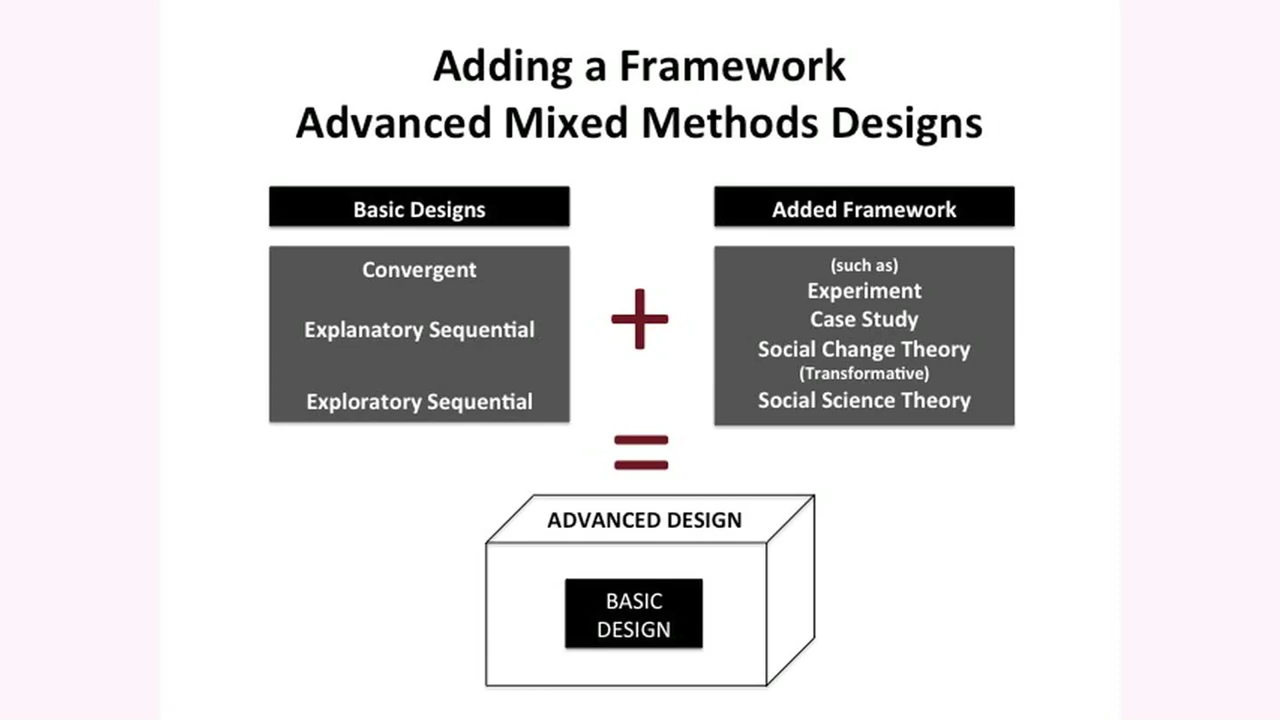 Adding a Framework
Advanced Mixed Methods Designs
Basic Designs
Convergent
Explanatory Sequential
Exploratory Sequential
+
Added Framework
(such as)
Experiment
Case Study
Social Change Theory
(Transformative)
Social Science Theory
=
ADVANCED DESIGN
BASIC
DESIGN